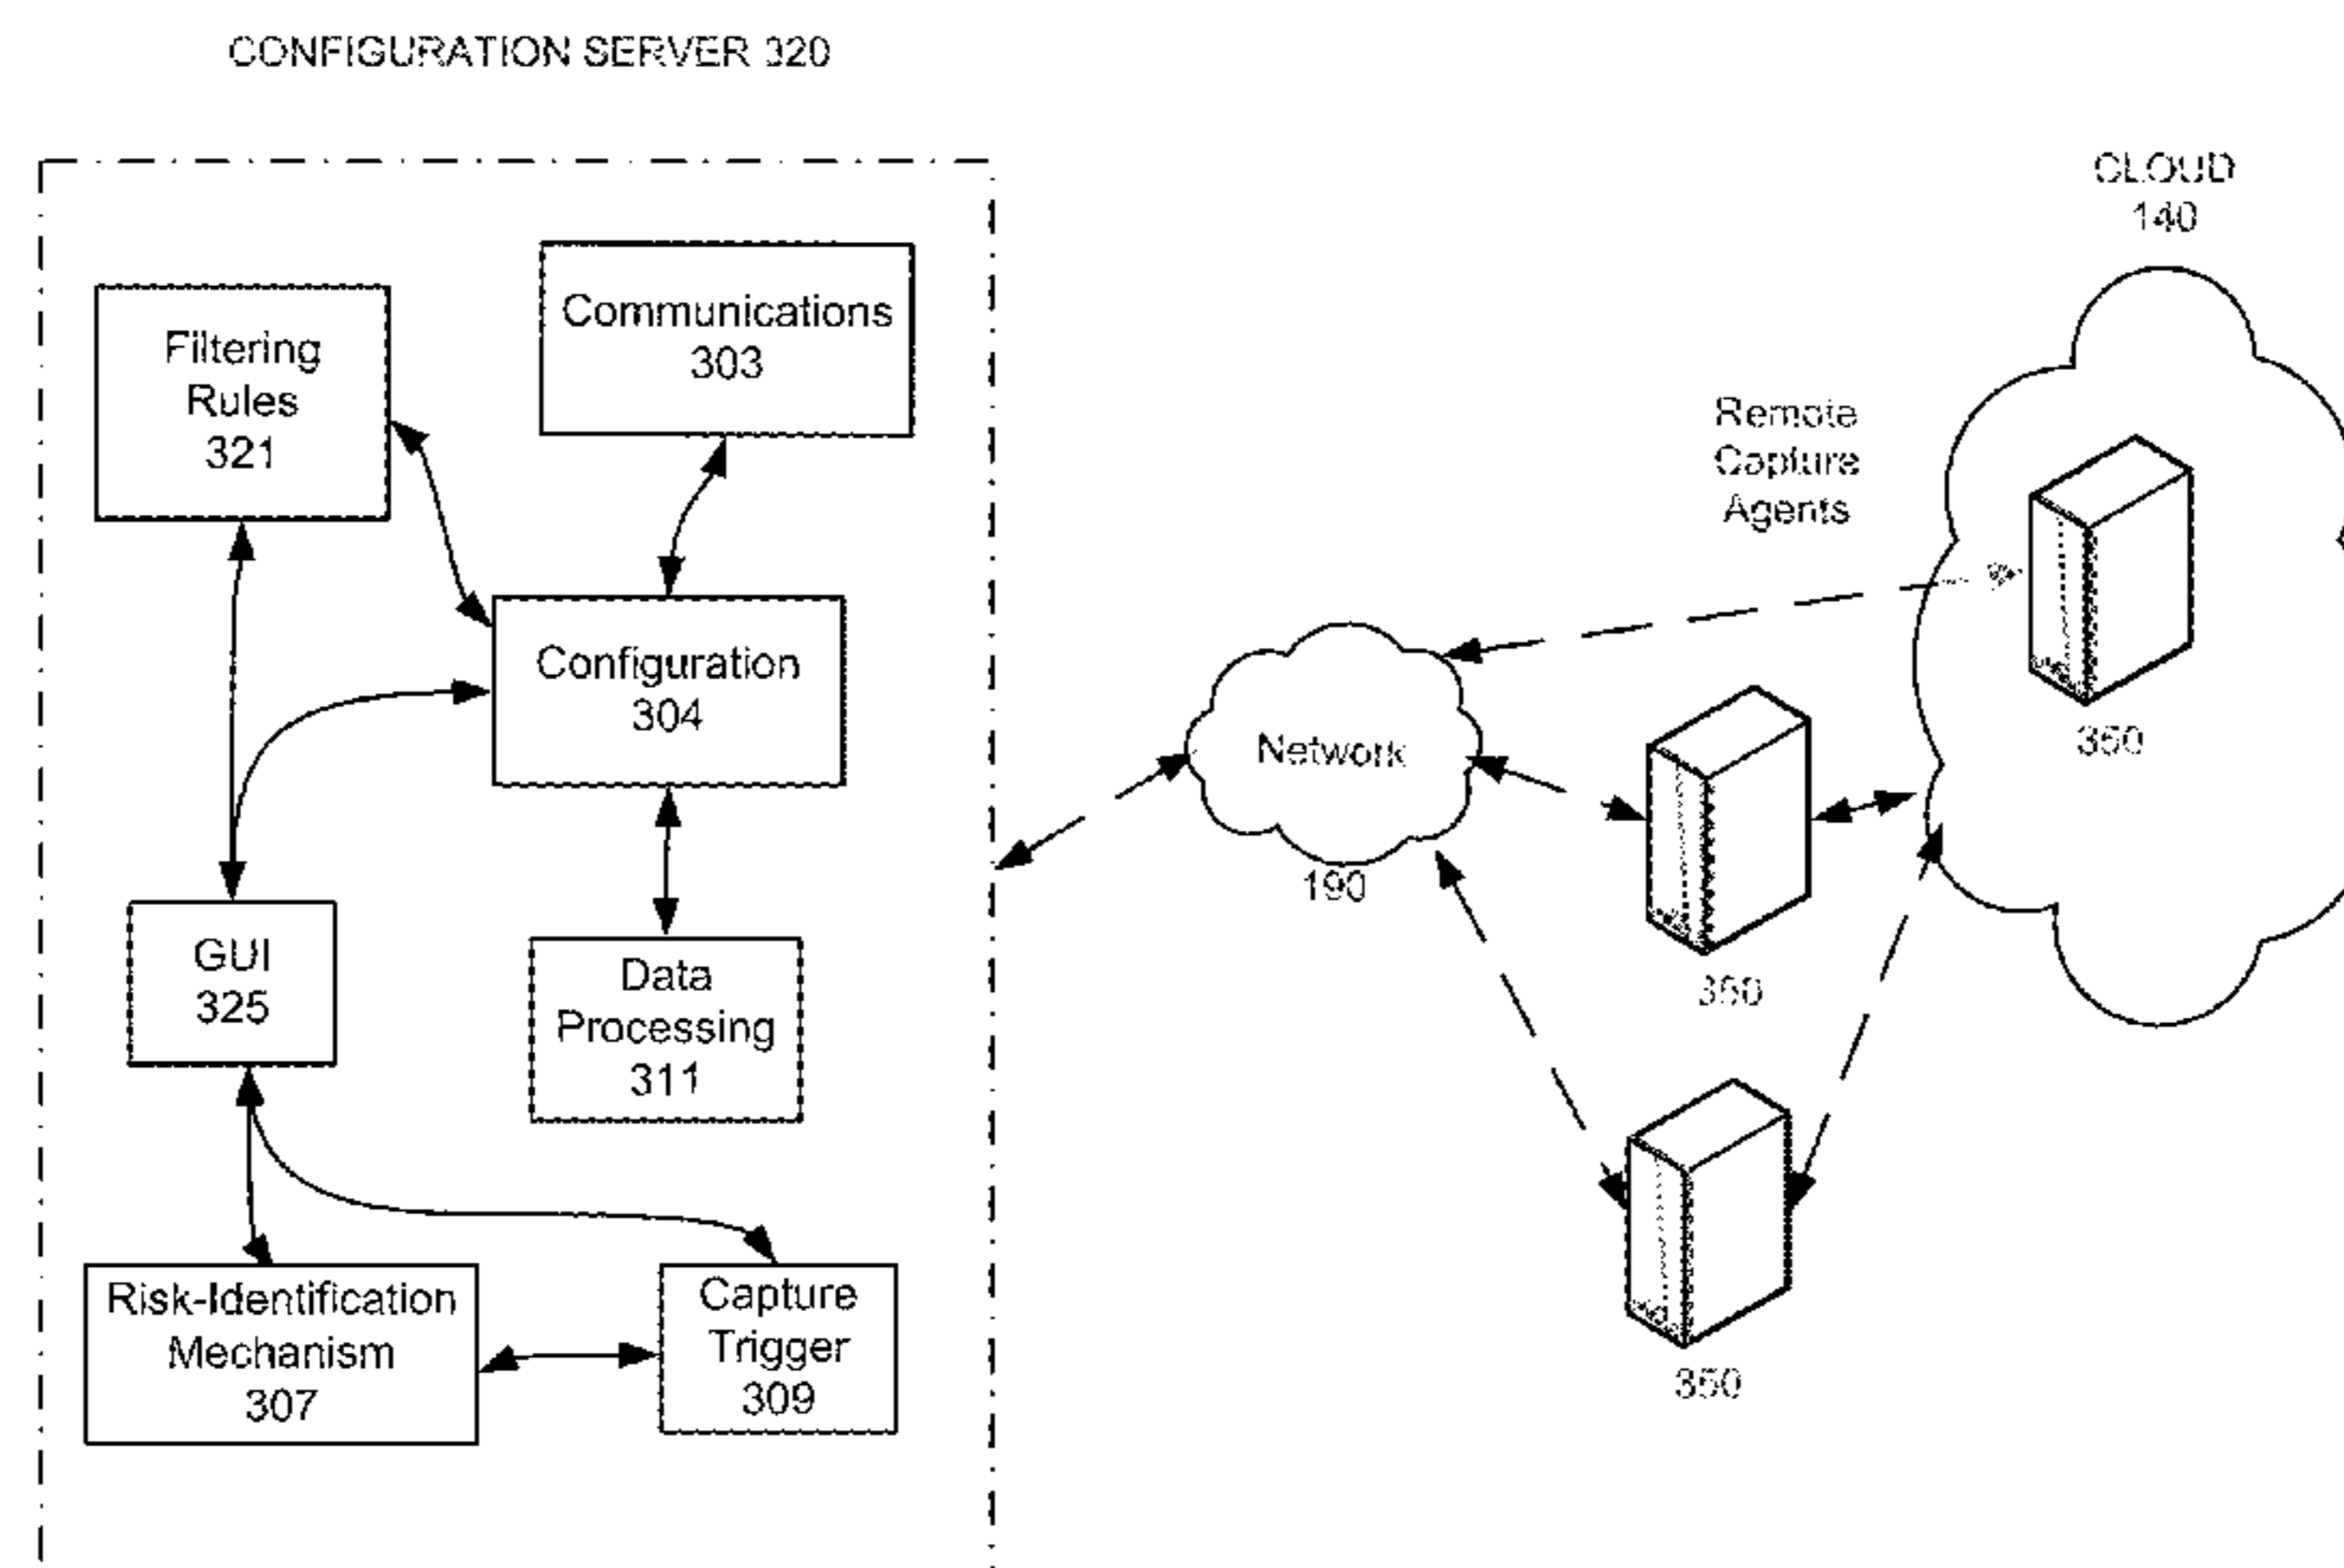 CONFIGURATION SERVER 320
CLOUD
140
Communications
303
Filtering
Rules
321
Remote
Capture
Agents
Configuration
304
Network
190
350
GUI
325
Data
Processing
311
350
Risk-Identification
Mechanism
307
Capture
Trigger
309
350